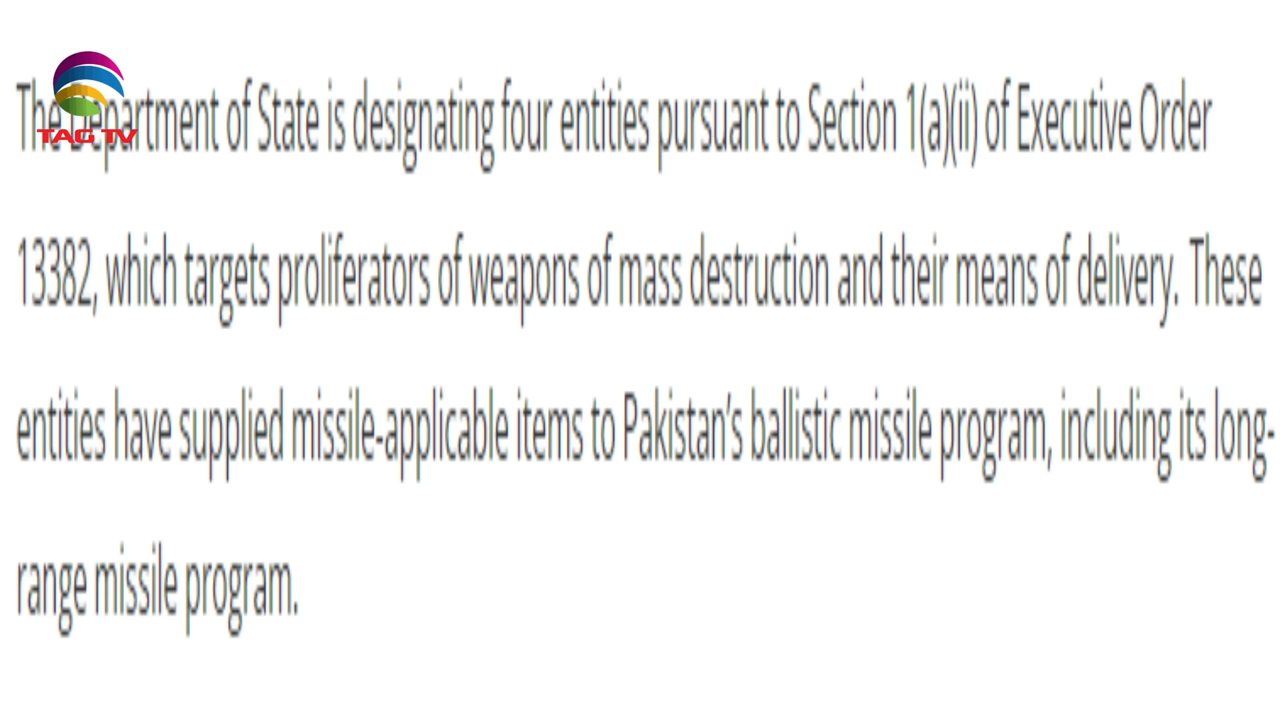 TAG TV
The Department of State is designating four entities pursuant to Section 1(a)(ii) of Executive Order
13382, which targets proliferators of weapons of mass destruction and their means of delivery. These
entities have supplied missile-applicable items to Pakistan’s ballistic missile program, including its long-
range missile program.